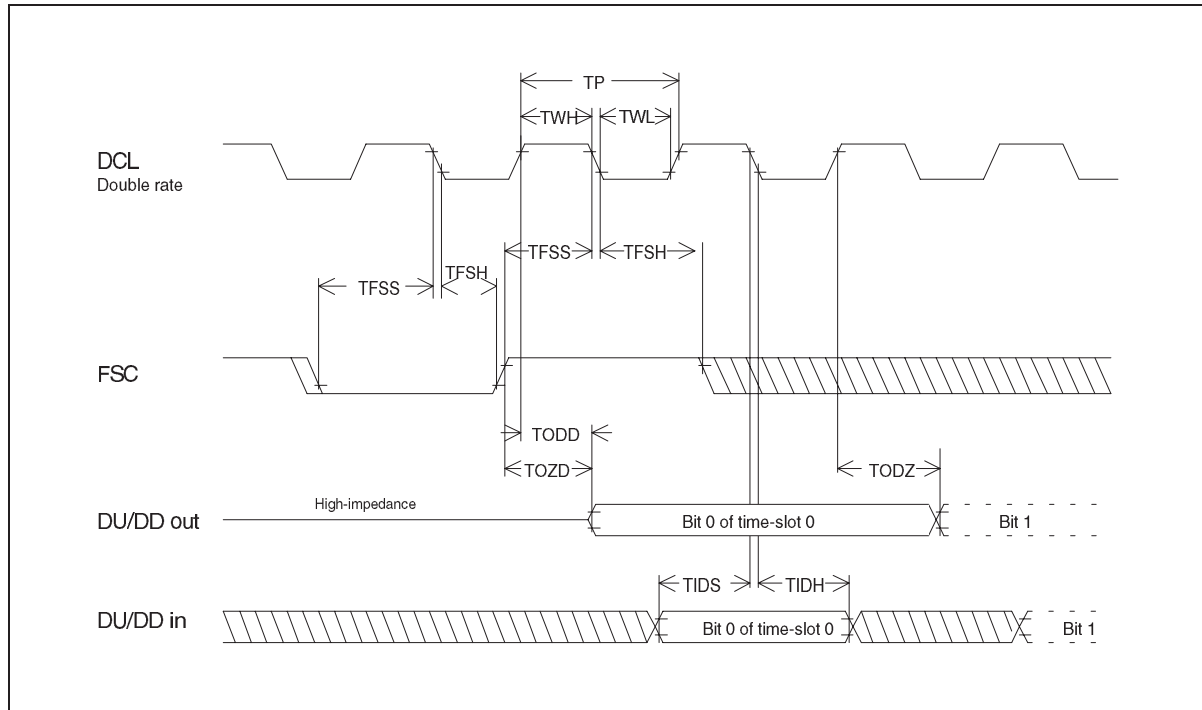 TP
TWH TWL
DCL
Double rate
TFSS TFSH
TFSS TFSH
FSC
TODD
TOZD TODZ
High-impedance
DU/DD out Bit 0 of time-slot 0 Bit 1
TIDS TIDH
DU/DD in Bit 0 of time-slot 0 Bit 1